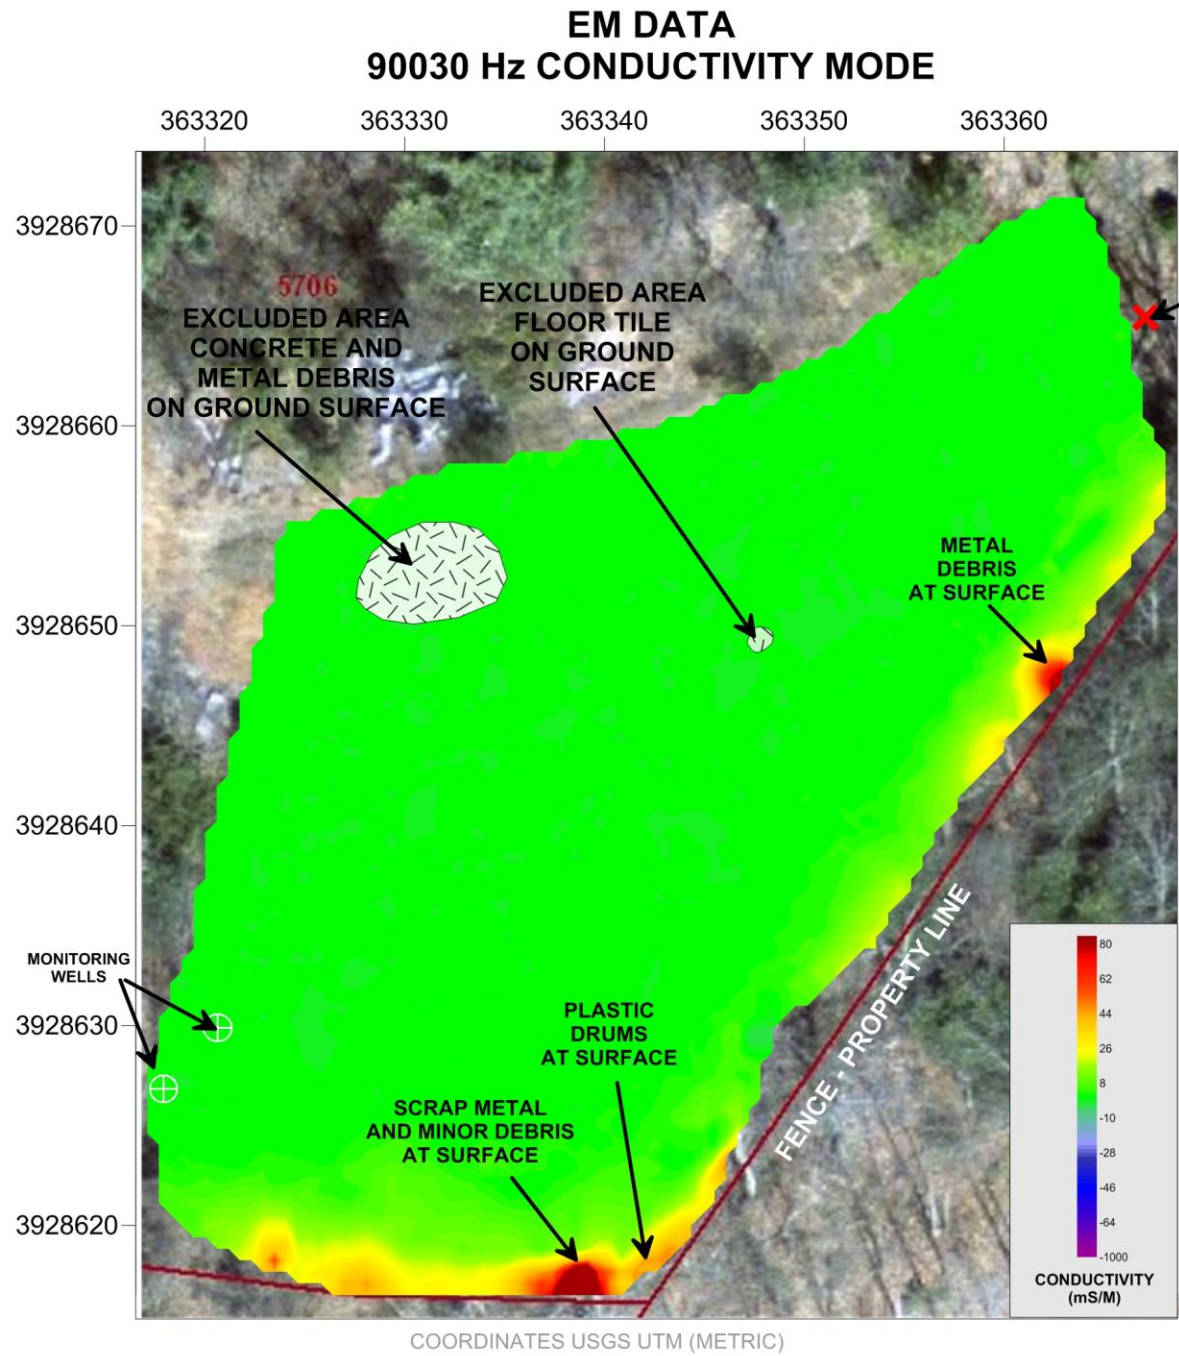 EM DATA
90030 Hz CONDUCTIVITY MODE
363320 363330 363340 363350 363360
3928670
3928660
3928650
3928640
3928630
3928620
5706
EXCLUDED AREA
CONCRETE AND
METAL DEBRIS
ON GROUND SURFACE
EXCLUDED AREA
FLOOR TILE
ON GROUND
SURFACE
METAL
DEBRIS
AT SURFACE
MONITORING
WELLS
PLASTIC
DRUMS
AT SURFACE
SCRAP METAL
AND MINOR DEBRIS
AT SURFACE
FENCE - PROPERTY LINE
80
62
44
26
8
-10
-28
-46
-64
-1000
CONDUCTIVITY
(mS/M)
COORDINATES USGS UTM (METRIC)